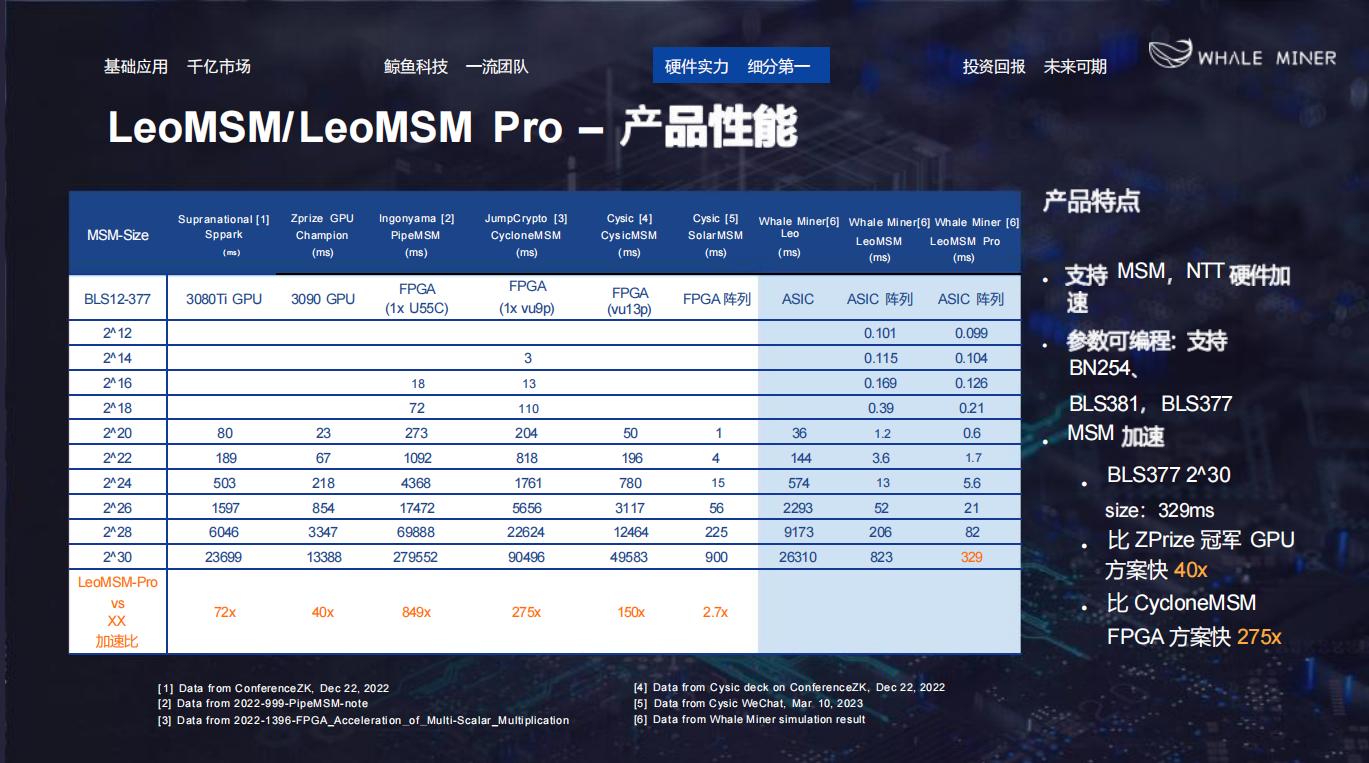 基础应用 千亿市场 鲸鱼科技 一流团队 硬件实力 细分第一 投资回报 未来可期 WHALE MINER
LeoMSM/LeoMSM Pro – 产品性能
MSM-Size Supranational [1] Sppark (ms) Zprize GPU Champion (ms) Ingonyama [2] PipeMSM (ms) JumpCrypto [3] CycloneMSM (ms) Cysic [4] CysicMSM (ms) Cysic [5] SolarMSM (ms) Whale Miner[6] Leo (ms) Whale Miner[6] LeoMSM (ms) Whale Miner [6] LeoMSM Pro (ms)
BLS12-377 3080Ti GPU 3090 GPU FPGA (1x U55C) FPGA (1x vu9p) FPGA (vu13p) FPGA 阵列 ASIC ASIC 阵列 ASIC 阵列
2^12 0.101 0.099
2^14 3 0.115 0.104
2^16 18 13 0.169 0.126
2^18 72 110 0.39 0.21
2^20 80 23 273 204 50 1 36 1.2 0.6
2^22 189 67 1092 818 196 4 144 3.6 1.7
2^24 503 218 4368 1761 780 15 574 13 5.6
2^26 1597 854 17472 5656 3117 56 2293 52 21
2^28 6046 3347 69888 22624 12464 225 9173 206 82
2^30 23699 13388 279552 90496 49583 900 26310 823 329
LeoMSM-Pro
vs
XX
加速比
72x 40x 849x 275x 150x 2.7x
产品特点
• 支持 MSM，NTT 硬件加
速
• 参数可编程：支持
BN254、
BLS381，BLS377
• MSM 加速
• BLS377 2^30
size：329ms
• 比 ZPrize 冠军 GPU
方案快 40x
• 比 CycloneMSM
FPGA 方案快 275x
[1] Data from ConferenceZK, Dec 22, 2022
[2] Data from 2022-999-PipeMSM-note
[3] Data from 2022-1396-FPGA_Acceleration_of_Multi-Scalar_Multiplication
[4] Data from Cysic deck on ConferenceZK, Dec 22, 2022
[5] Data from Cysic WeChat, Mar 10, 2023
[6] Data from Whale Miner simulation result